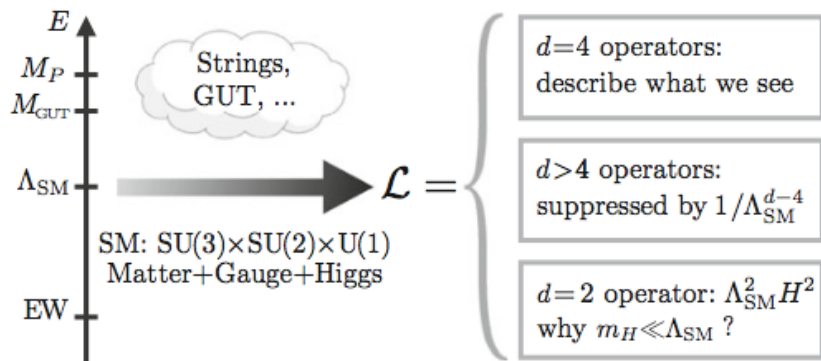 E
M_P
M_GUT
Λ_SM
EW
Strings,
GUT, ...
SM: SU(3)×SU(2)×U(1)
Matter+Gauge+Higgs
ℒ =
d=4 operators:
describe what we see
d>4 operators:
suppressed by 1/Λ_SM^{d−4}
d=2 operator: Λ_SM^2 H^2
why m_H≪Λ_SM ?